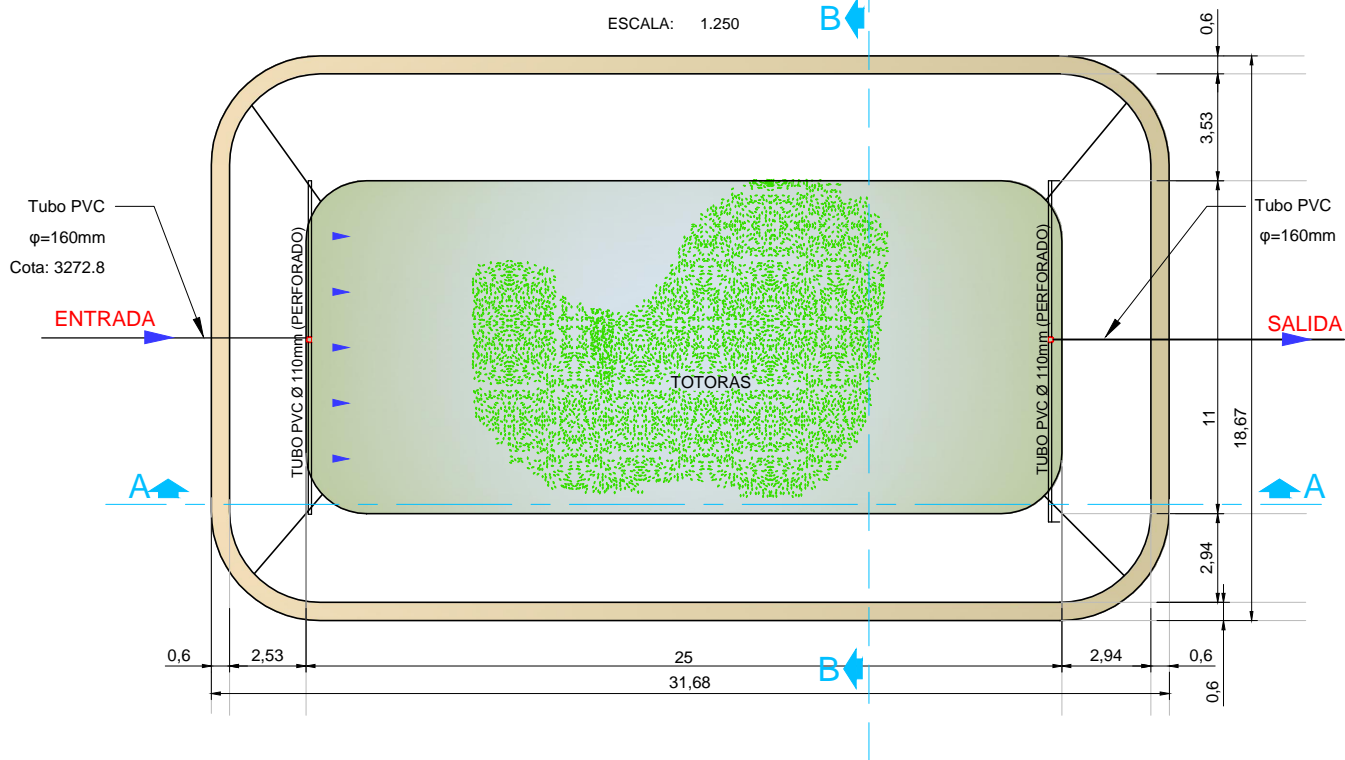 ESCALA: 1.250
B
0,6
3,53
Tubo PVC
φ=160mm
Cota: 3272.8
Tubo PVC
φ=160mm
ENTRADA
SALIDA
TUBO PVC Ø 110mm (PERFORADO)
TOTORAS
TUBO PVC Ø 110mm (PERFORADO)
11
18,67
A
A
2,94
0,6
2,53
25
B
2,94
0,6
31,68
0,6